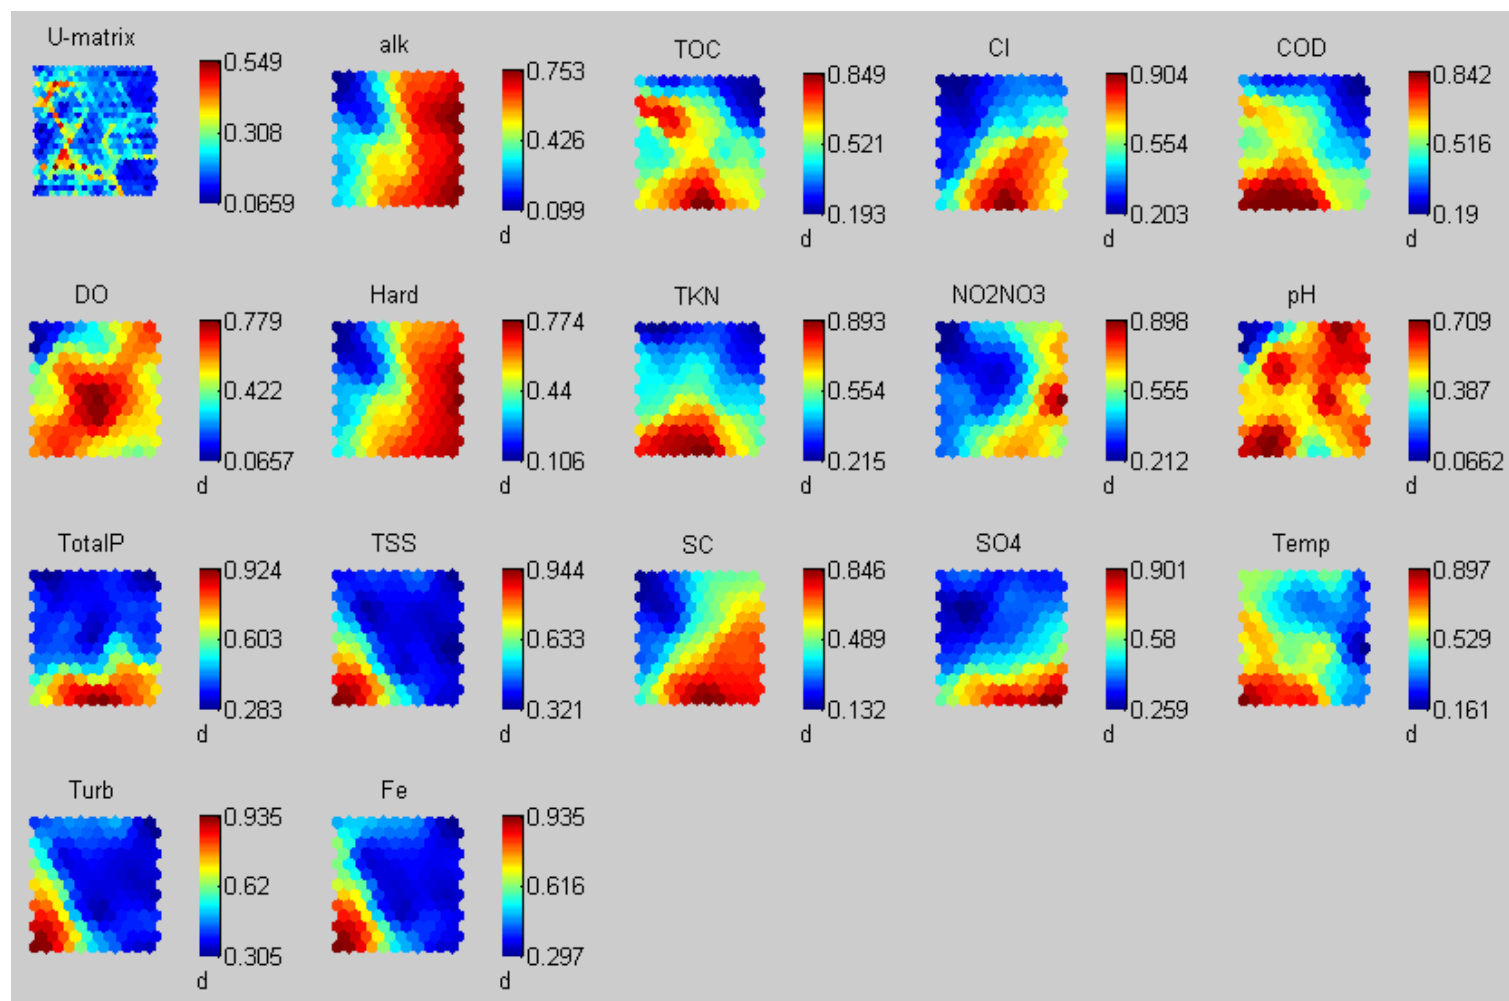 U-matrix
0.549
0.308
0.0659
alk
0.753
0.426
0.099
d
TOC
0.849
0.521
0.193
d
Cl
0.904
0.554
0.203
d
COD
0.842
0.516
0.19
d
DO
0.779
0.422
0.0657
d
Hard
0.774
0.44
0.106
d
TKN
0.893
0.554
0.215
d
NO2NO3
0.898
0.555
0.212
d
pH
0.709
0.387
0.0662
d
TotalP
0.924
0.603
0.283
d
TSS
0.944
0.633
0.321
d
SC
0.846
0.489
0.132
d
SO4
0.901
0.58
0.259
d
Temp
0.897
0.529
0.161
d
Turb
0.935
0.62
0.305
d
Fe
0.935
0.616
0.297
d